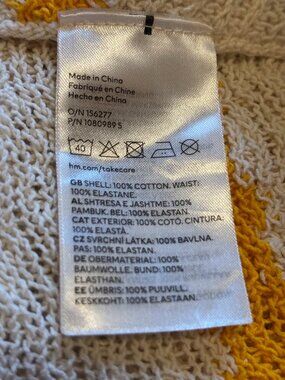 Made in China
Fabriqué en Chine
Hecho en China
O/N 156277
P/N 1080989 S
40
hm.com/takecare
GB SHELL: 100% COTTON. WAIST:
100% ELASTANE.
AL SHTRESA E JASHTME: 100%
PAMBUK. BEL: 100% ELASTAN.
CAT EXTERIOR: 100% COTÓ. CINTURA:
100% ELASTÀ.
CZ SVRCHNÍ LÁTKA: 100% BAVLNA.
PAS: 100% ELASTAN.
DE OBERMATERIAL: 100%
BAUMWOLLE. BUND: 100%
ELASTHAN.
EE ÜMBRIS: 100% PUUVILL.
KESKKOHT: 100% ELASTAAN.